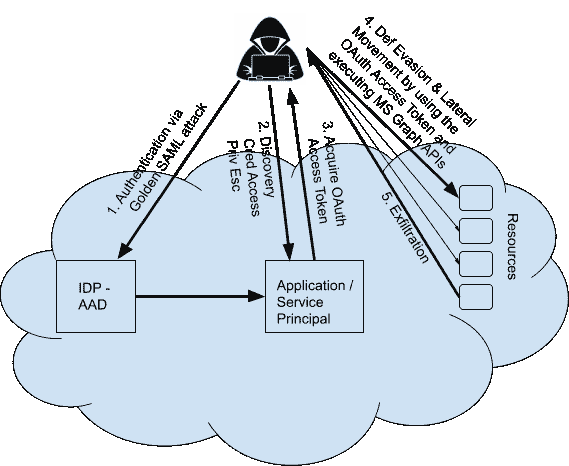 1. Authentication via
Golden SAML attack
2. Discovery
Cred Access
Priv Esc
3. Acquire OAuth
Access Token
4. Def Evasion & Lateral
Movement by using the
OAuth Access Token and
executing MS Graph APIs
5. Exfiltration
Resources
IDP -
AAD
Application /
Service
Principal